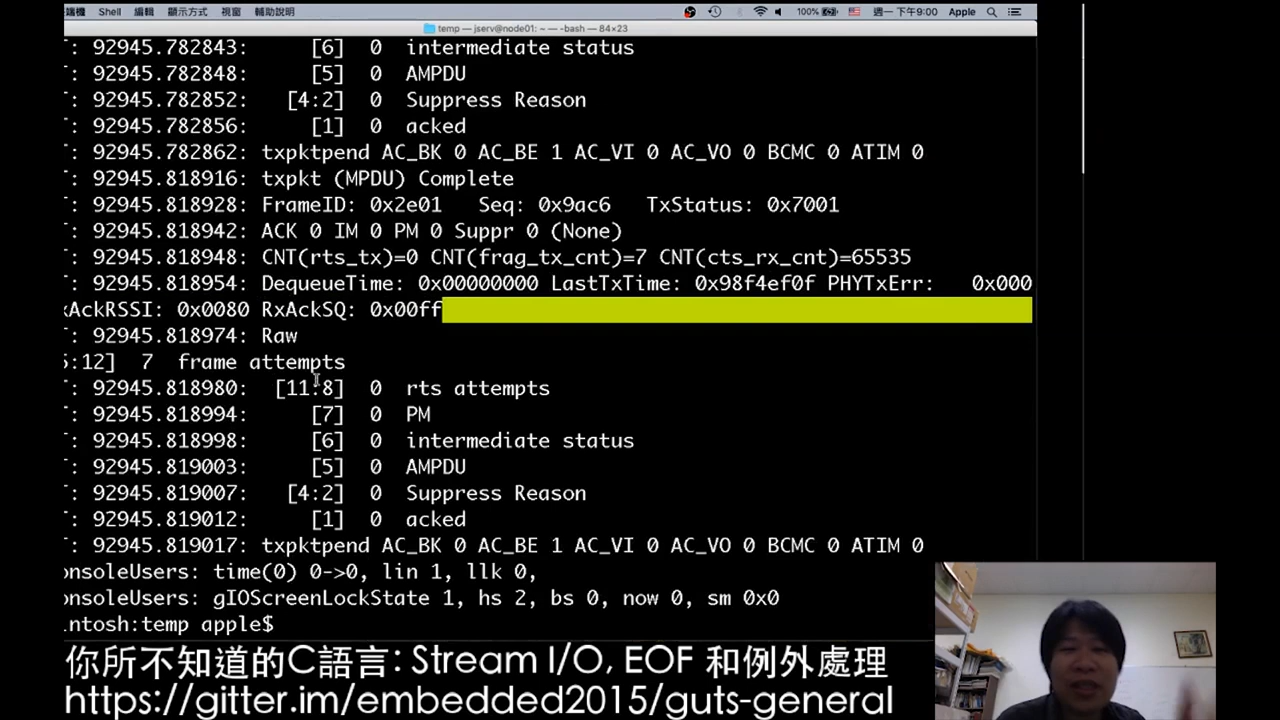 端機 Shell 編輯 顯示方式 視窗 輔助說明 100% 週一 下午9:00 Apple
temp — jserv@node01: ~ — -bash — 84×23
T: 92945.782843: [6] 0 intermediate status
T: 92945.782848: [5] 0 AMPDU
T: 92945.782852: [4:2] 0 Suppress Reason
T: 92945.782856: [1] 0 acked
T: 92945.782862: txpktpend AC_BK 0 AC_BE 1 AC_VI 0 AC_VO 0 BCMC 0 ATIM 0
T: 92945.818916: txpkt (MPDU) Complete
T: 92945.818928: FrameID: 0x2e01 Seq: 0x9ac6 TxStatus: 0x7001
T: 92945.818942: ACK 0 IM 0 PM 0 Suppr 0 (None)
T: 92945.818948: CNT(rts_tx)=0 CNT(frag_tx_cnt)=7 CNT(cts_rx_cnt)=65535
T: 92945.818954: DequeueTime: 0x00000000 LastTxTime: 0x98f4ef0f PHYTxErr: 0x000
xAckRSSI: 0x0080 RxAckSQ: 0x00ff
T: 92945.818974: Raw
5:12] 7 frame attempts
T: 92945.818980: [11:8] 0 rts attempts
T: 92945.818994: [7] 0 PM
T: 92945.818998: [6] 0 intermediate status
T: 92945.819003: [5] 0 AMPDU
T: 92945.819007: [4:2] 0 Suppress Reason
T: 92945.819012: [1] 0 acked
T: 92945.819017: txpktpend AC_BK 0 AC_BE 1 AC_VI 0 AC_VO 0 BCMC 0 ATIM 0
onsoleUsers: time(0) 0->0, lin 1, llk 0,
onsoleUsers: gIOScreenLockState 1, hs 2, bs 0, now 0, sm 0x0
intosh:temp apple$
你所不知道的C語言: Stream I/O, EOF 和例外處理
https://gitter.im/embedded2015/guts-general